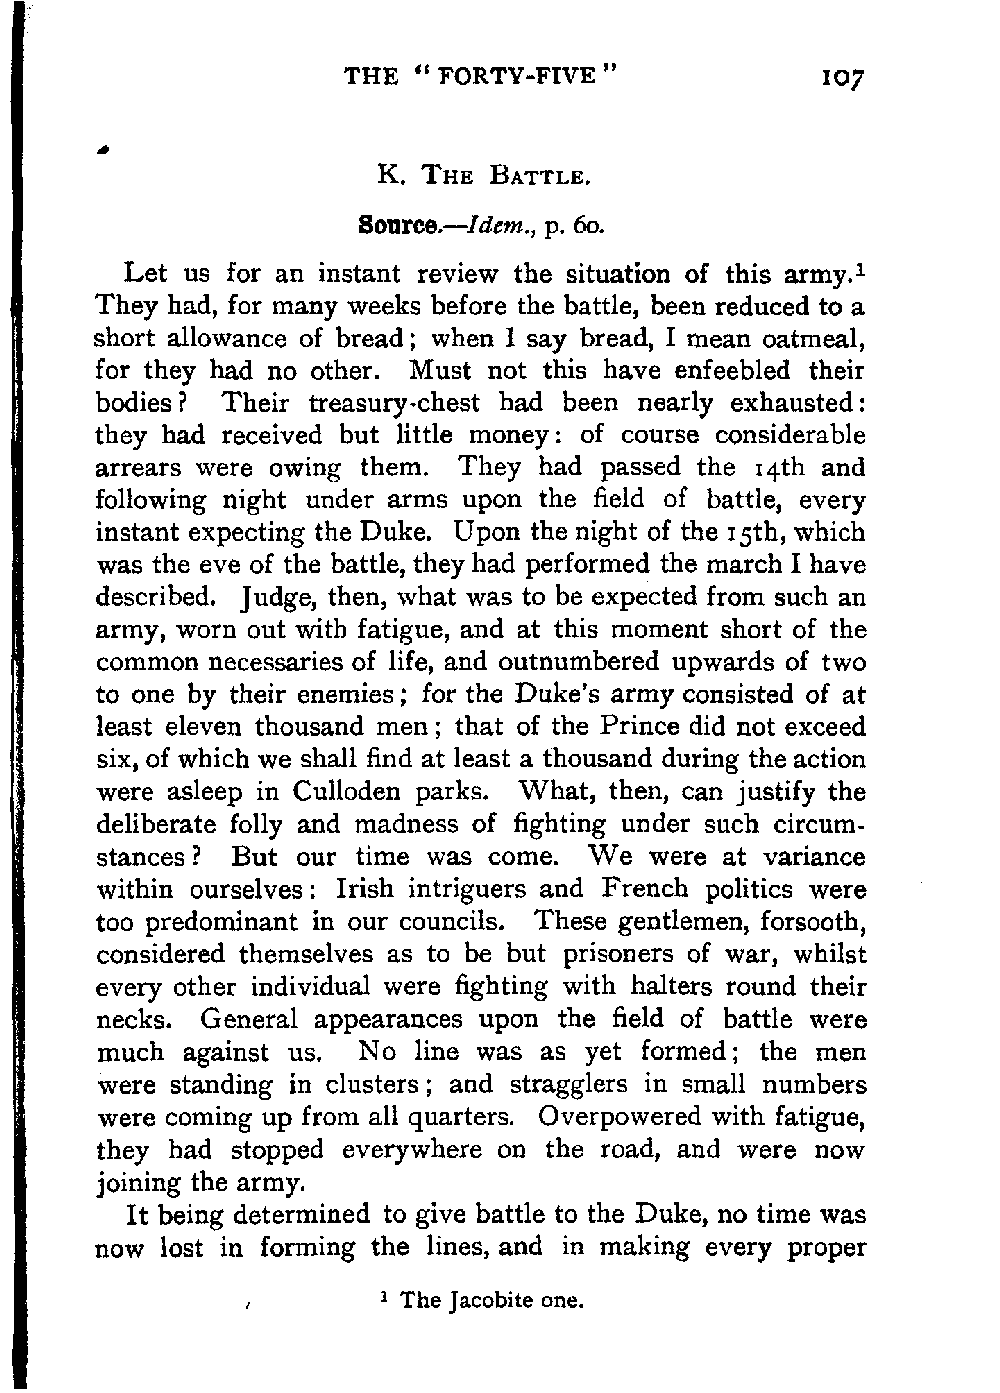 THE "FORTY-FIVE" 107
K. THE BATTLE.
Source.—Idem., p. 60.
Let us for an instant review the situation of this army.¹
They had, for many weeks before the battle, been reduced to a
short allowance of bread; when I say bread, I mean oatmeal,
for they had no other. Must not this have enfeebled their
bodies? Their treasury-chest had been nearly exhausted:
they had received but little money: of course considerable
arrears were owing them. They had passed the 14th and
following night under arms upon the field of battle, every
instant expecting the Duke. Upon the night of the 15th, which
was the eve of the battle, they had performed the march I have
described. Judge, then, what was to be expected from such an
army, worn out with fatigue, and at this moment short of the
common necessaries of life, and outnumbered upwards of two
to one by their enemies; for the Duke's army consisted of at
least eleven thousand men; that of the Prince did not exceed
six, of which we shall find at least a thousand during the action
were asleep in Culloden parks. What, then, can justify the
deliberate folly and madness of fighting under such circum-
stances? But our time was come. We were at variance
within ourselves: Irish intriguers and French politics were
too predominant in our councils. These gentlemen, forsooth,
considered themselves as to be but prisoners of war, whilst
every other individual were fighting with halters round their
necks. General appearances upon the field of battle were
much against us. No line was as yet formed; the men
were standing in clusters; and stragglers in small numbers
were coming up from all quarters. Overpowered with fatigue,
they had stopped everywhere on the road, and were now
joining the army.
It being determined to give battle to the Duke, no time was
now lost in forming the lines, and in making every proper
¹ The Jacobite one.